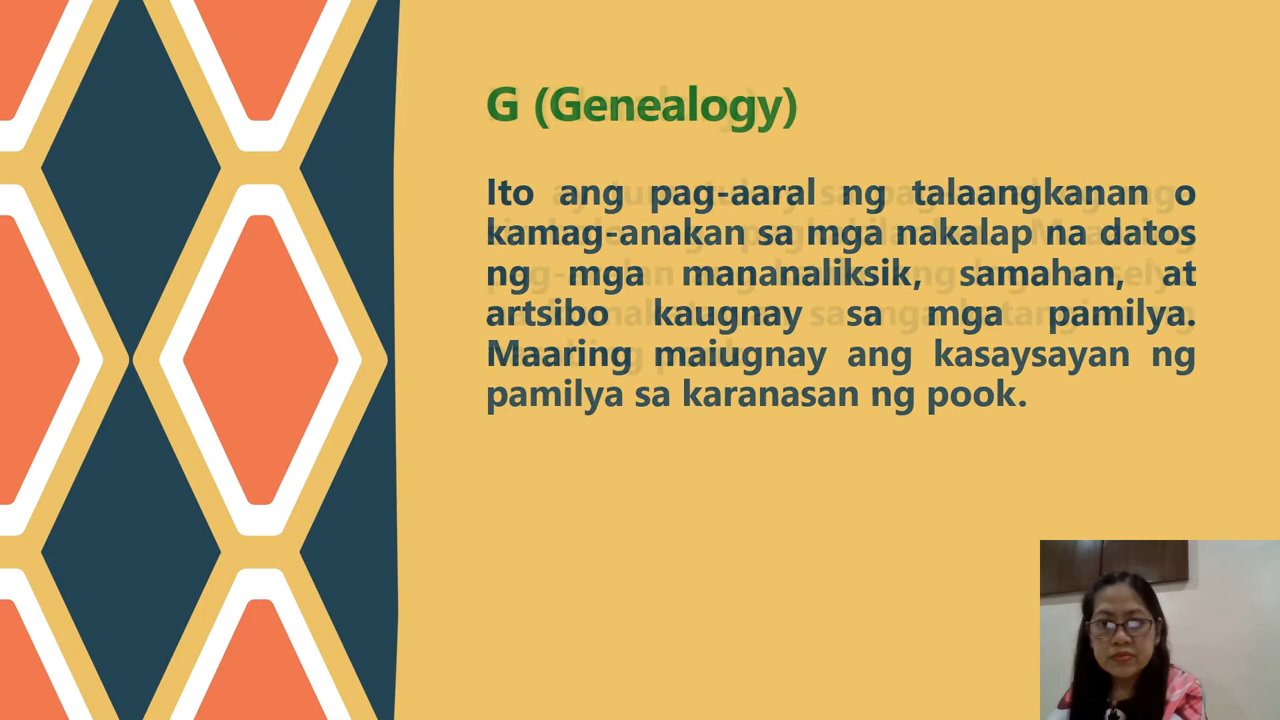 G (Genealogy)
Ito ang pag-aaral ng talaangkanan o
kamag-anakan sa mga nakalap na datos
ng mga mananaliksik, samahan, at
artsibo kaugnay sa mga pamilya.
Maaring maiugnay ang kasaysayan ng
pamilya sa karanasan ng pook.